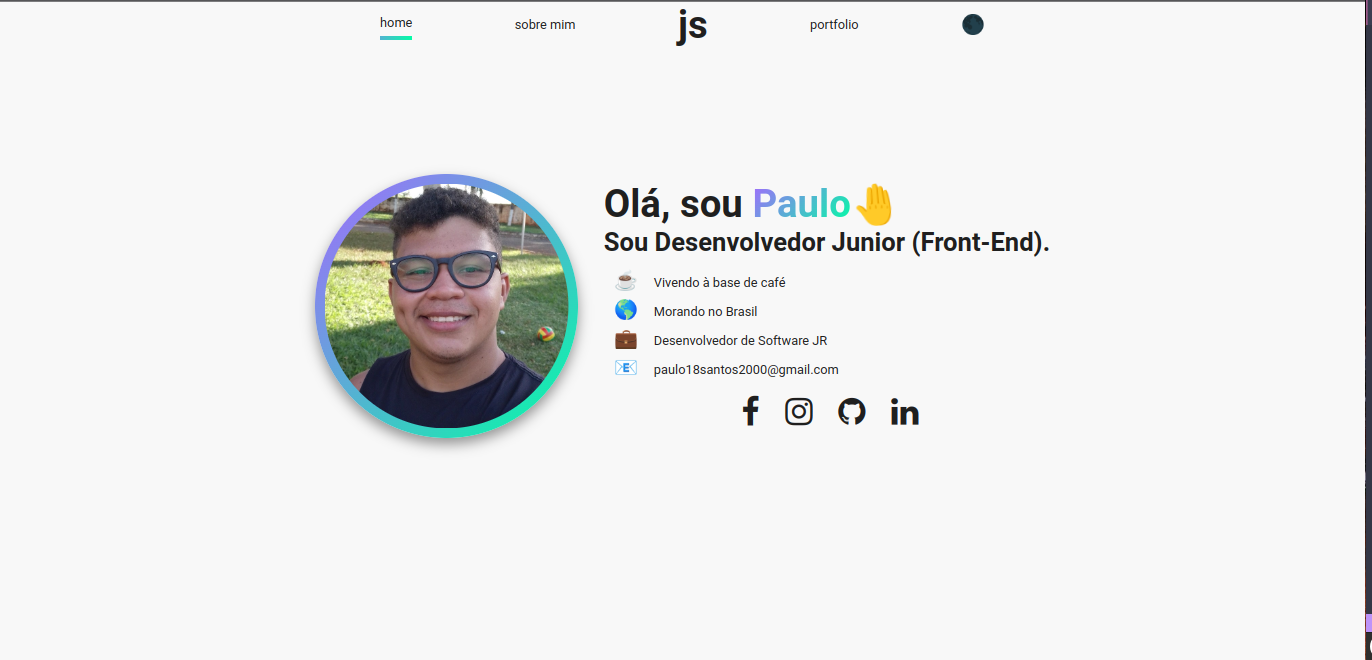 home
sobre mim
js
portfolio
Olá, sou Paulo🤚
Sou Desenvolvedor Junior (Front-End).
Vivendo à base de café
Morando no Brasil
Desenvolvedor de Software JR
paulo18santos2000@gmail.com